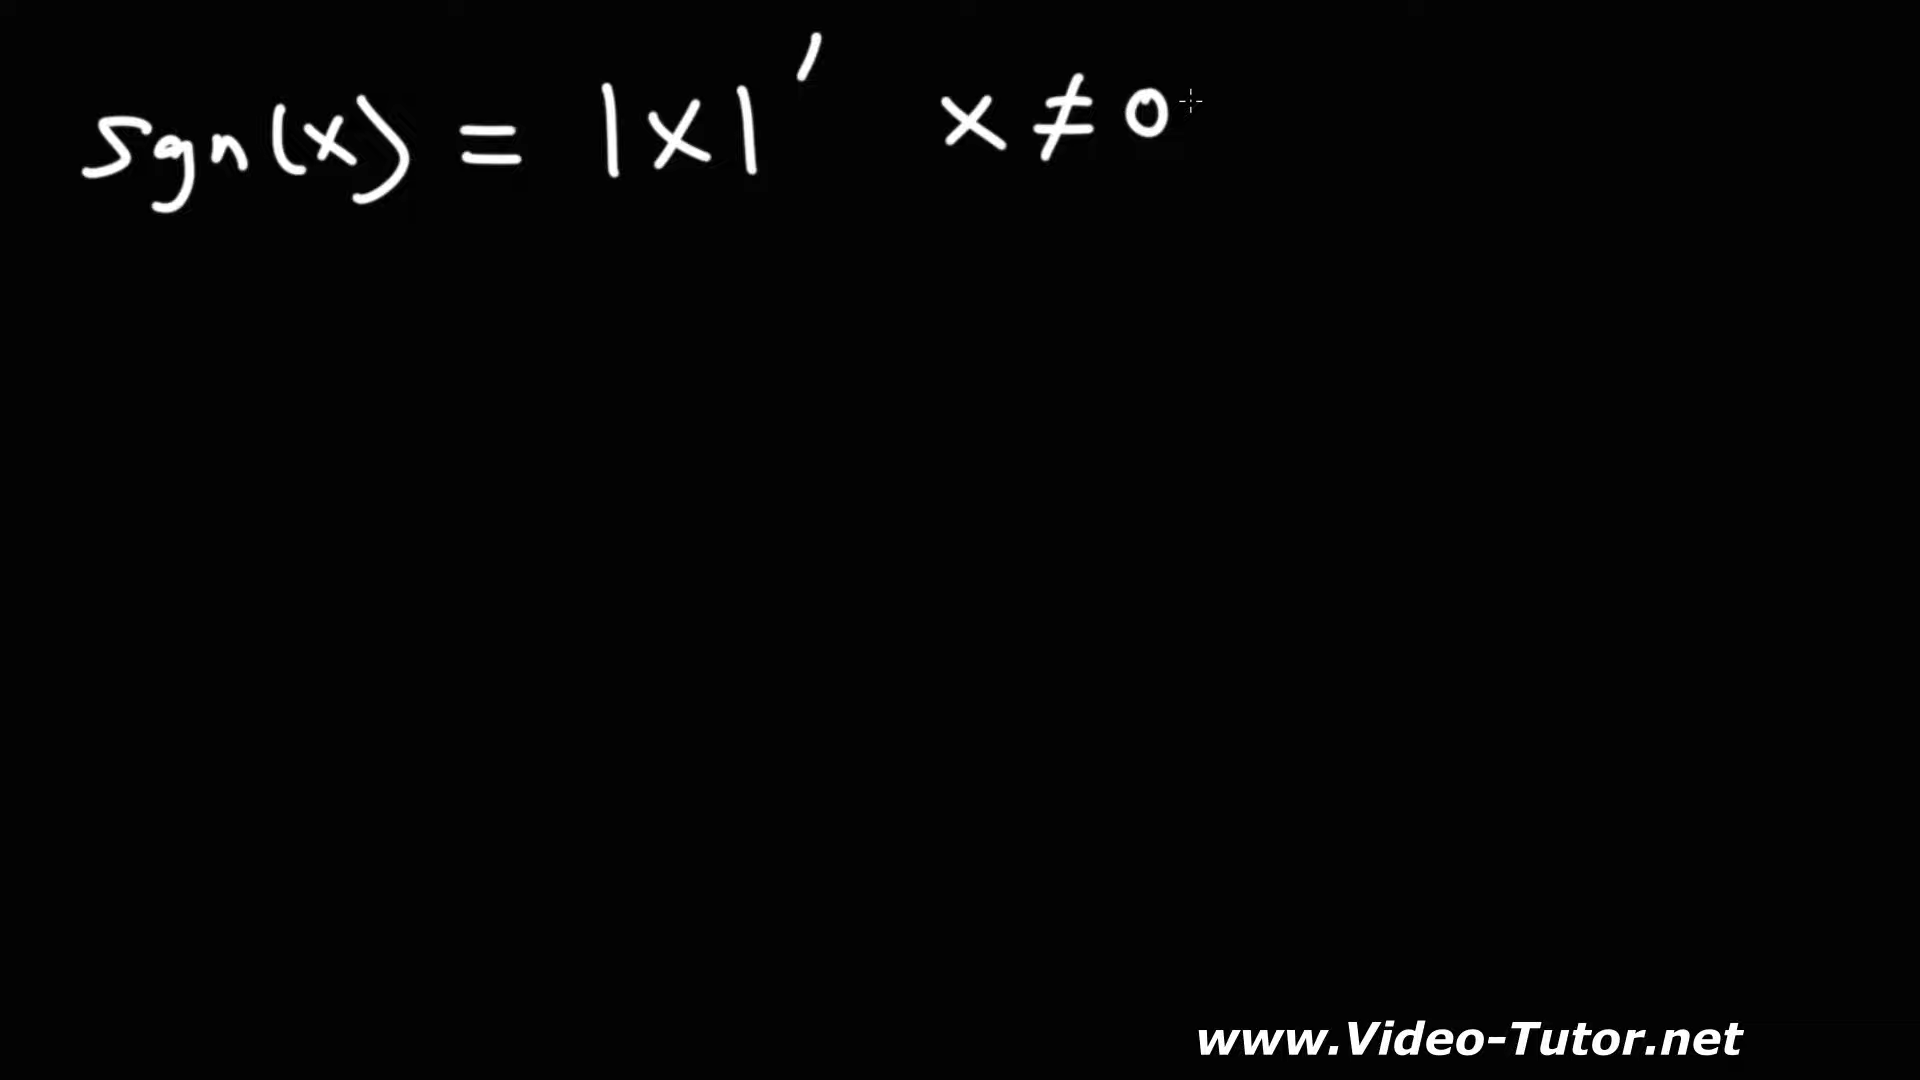 sgn(x) = |x|' x ≠ 0
www.Video-Tutor.net